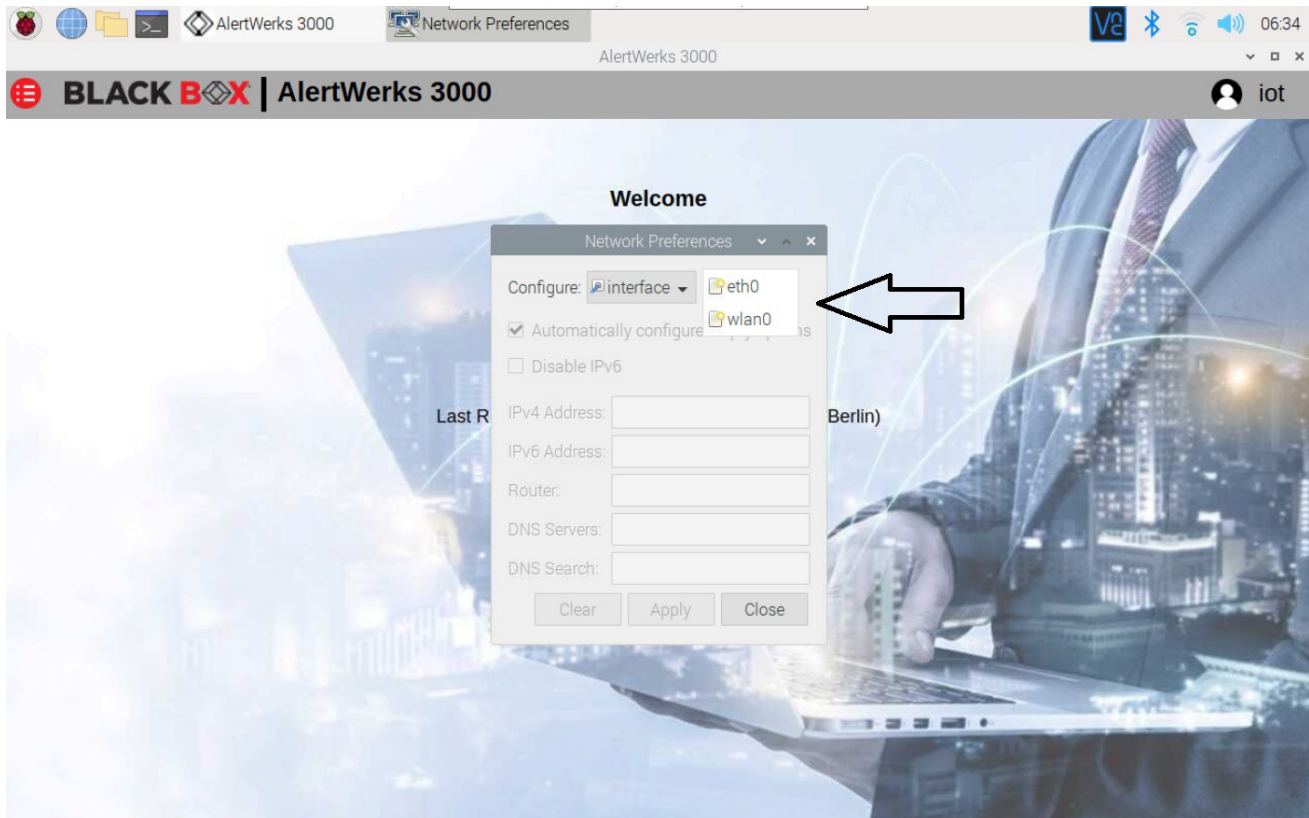 AlertWerks 3000 Network Preferences 06:34
AlertWerks 3000
BLACK BOX | AlertWerks 3000 iot
Welcome
Network Preferences
Configure: interface eth0
wlan0
Automatically configure
Disable IPv6
Last R Berlin)
IPv4 Address:
IPv6 Address:
Router:
DNS Servers:
DNS Search:
Clear Apply Close